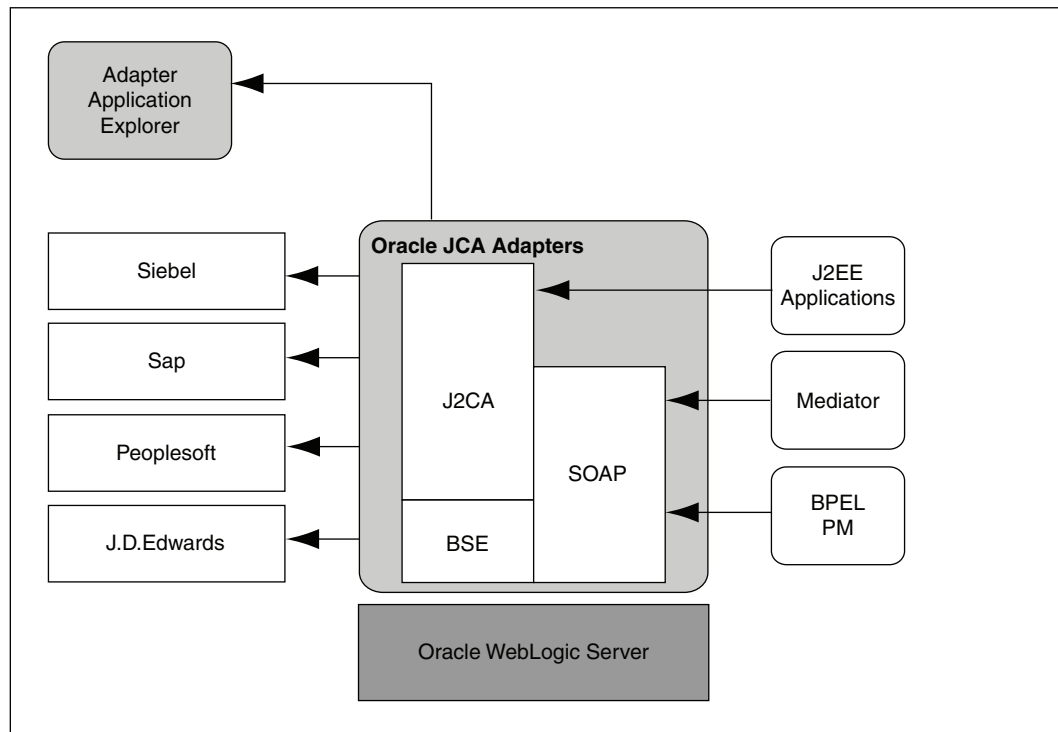 Adapter
Application
Explorer
Oracle JCA Adapters
Siebel
Sap
Peoplesoft
J.D.Edwards
J2CA
BSE
SOAP
J2EE
Applications
Mediator
BPEL
PM
Oracle WebLogic Server